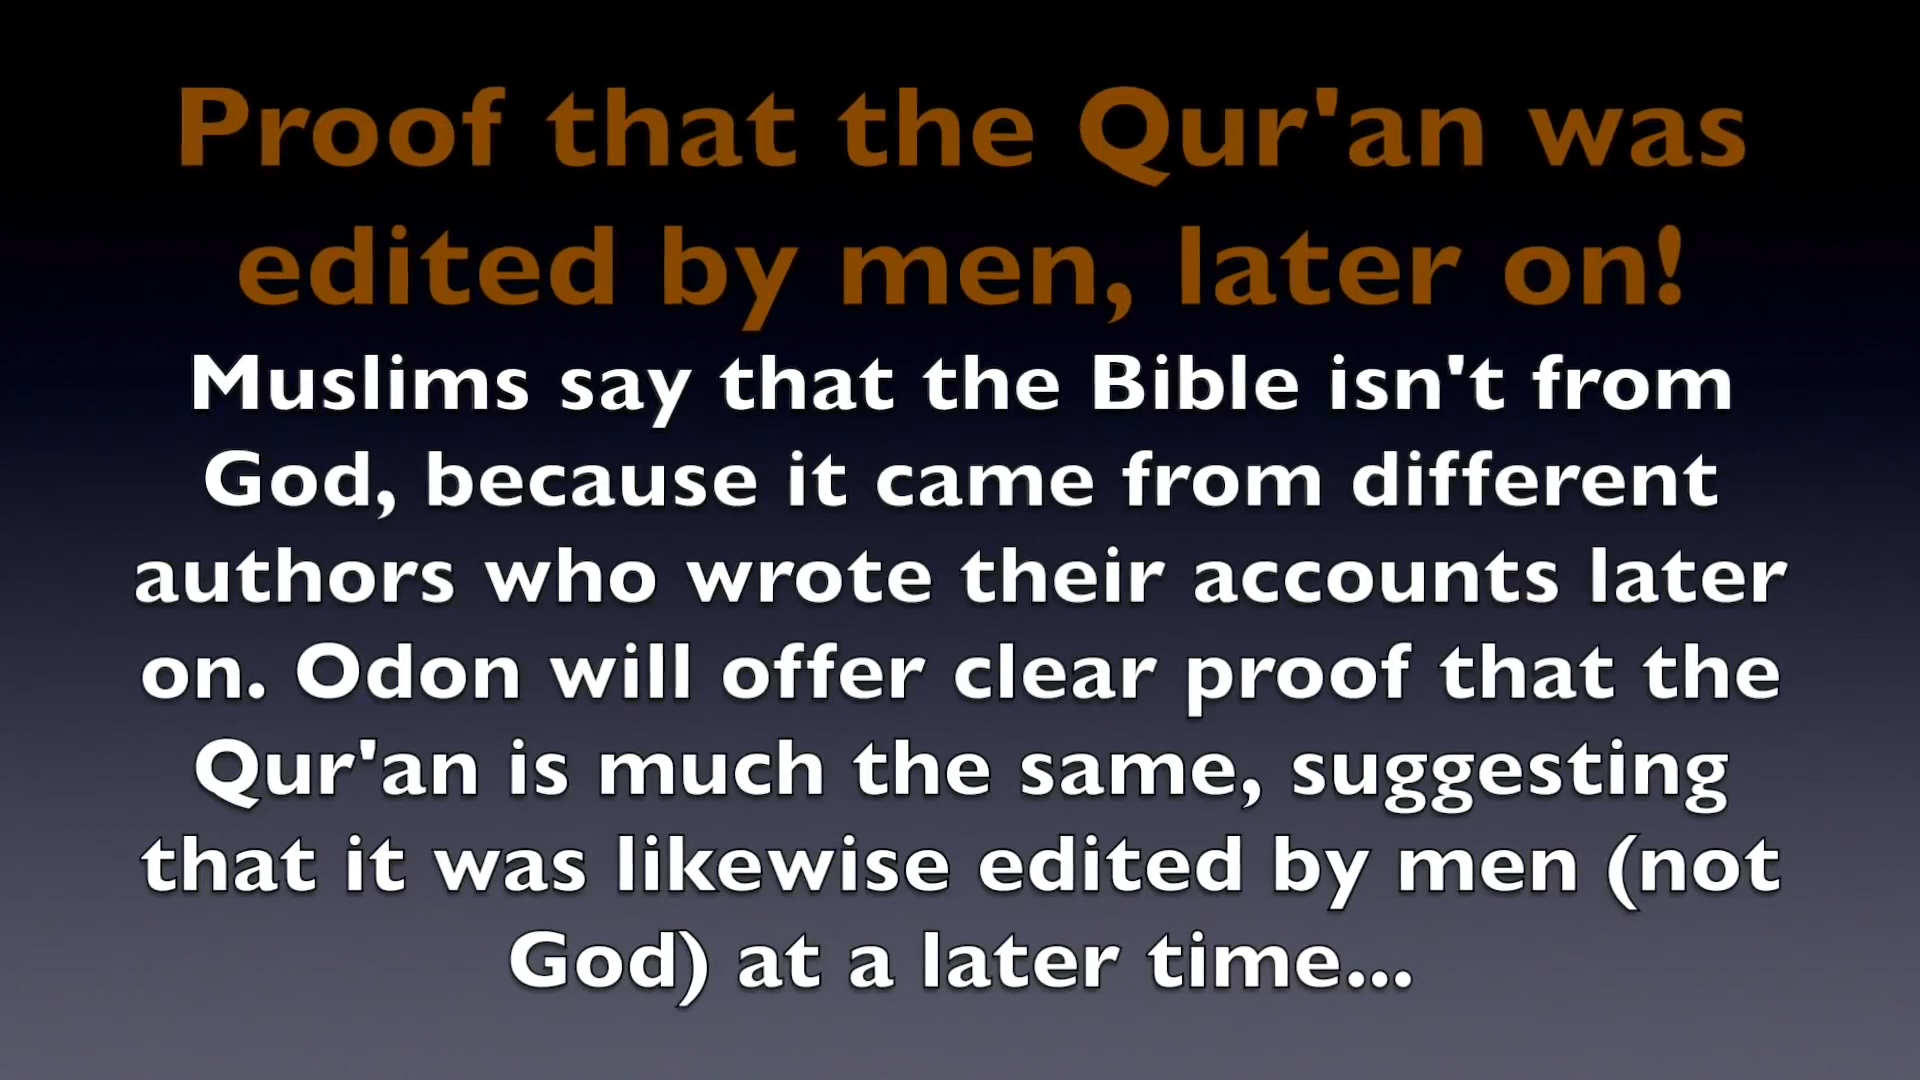 Proof that the Qur'an was
edited by men, later on!
Muslims say that the Bible isn't from
God, because it came from different
authors who wrote their accounts later
on. Odon will offer clear proof that the
Qur'an is much the same, suggesting
that it was likewise edited by men (not
God) at a later time...